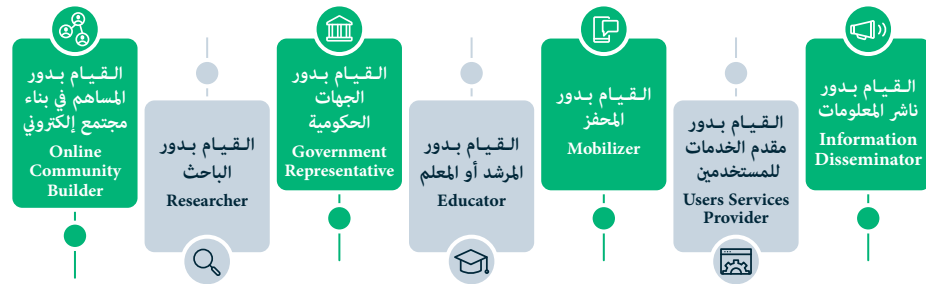 القيام بدور
ناشر المعلومات
Information
Disseminator
القيام بدور
مقدم الخدمات
للمستخدمين
Users Services
Provider
القيام بدور
المحفز
Mobilizer
القيام بدور
المرشد أو المعلم
Educator
القيام بدور
الجهات
الحكومية
Government
Representative
القيام بدور
الباحث
Researcher
القيام بدور
المساهم في بناء
مجتمع إلكتروني
Online
Community
Builder